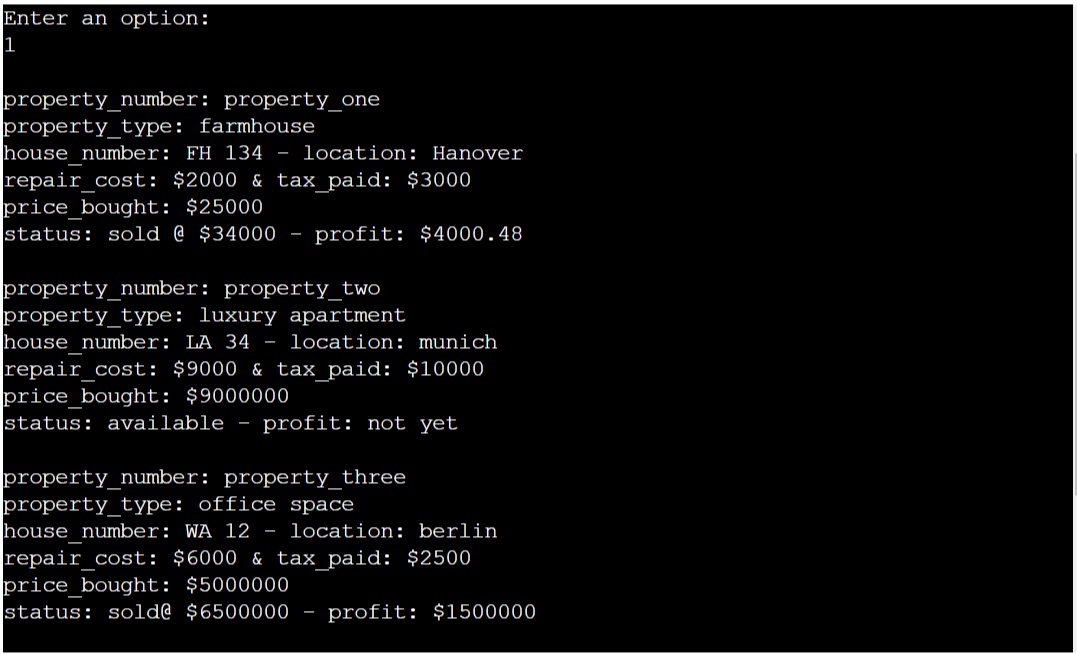 Enter an option:
1
property_number: property_one
property_type: farmhouse
house_number: FH 134 - location: Hanover
repair_cost: $2000 & tax_paid: $3000
price_bought: $25000
status: sold @ $34000 - profit: $4000.48
property_number: property_two
property_type: luxury apartment
house_number: LA 34 - location: munich
repair_cost: $9000 & tax_paid: $10000
price_bought: $9000000
status: available - profit: not yet
property_number: property_three
property_type: office space
house_number: WA 12 - location: berlin
repair_cost: $6000 & tax_paid: $2500
price_bought: $5000000
status: sold@ $6500000 - profit: $1500000